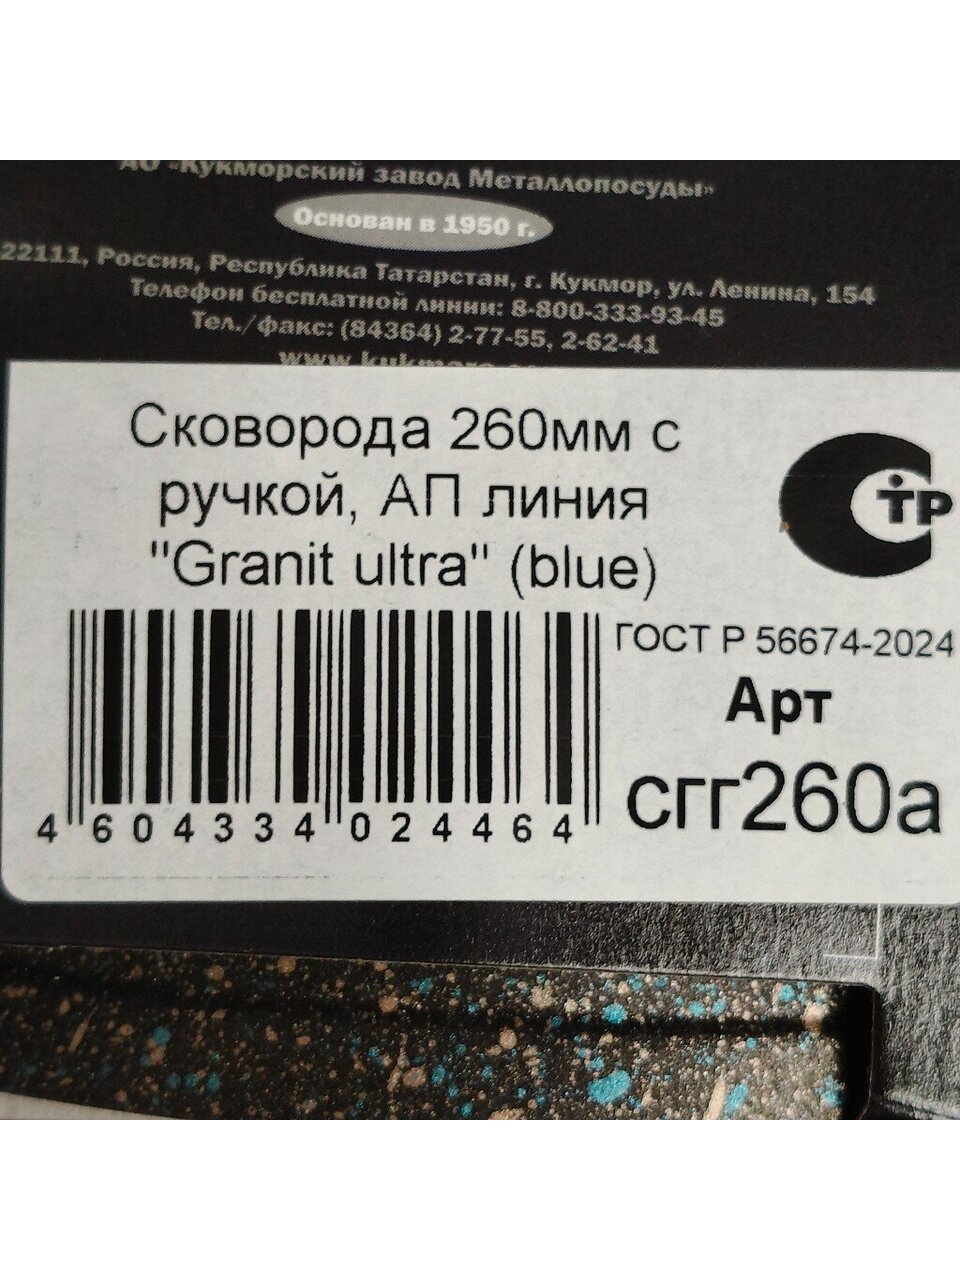 АО «Кукморский завод Металлопосуды»
Основан в 1950 г.
22111, Россия, Республика Татарстан, г. Кукмор, ул. Ленина, 154
Телефон бесплатной линии: 8-800-333-93-45
Тел./факс: (84364) 2-77-55, 2-62-41
Сковорода 260мм с
ручкой, АП линия
"Granit ultra" (blue)
СТР
ГОСТ Р 56674-2024
Арт
сгг260а
4 604334 024464